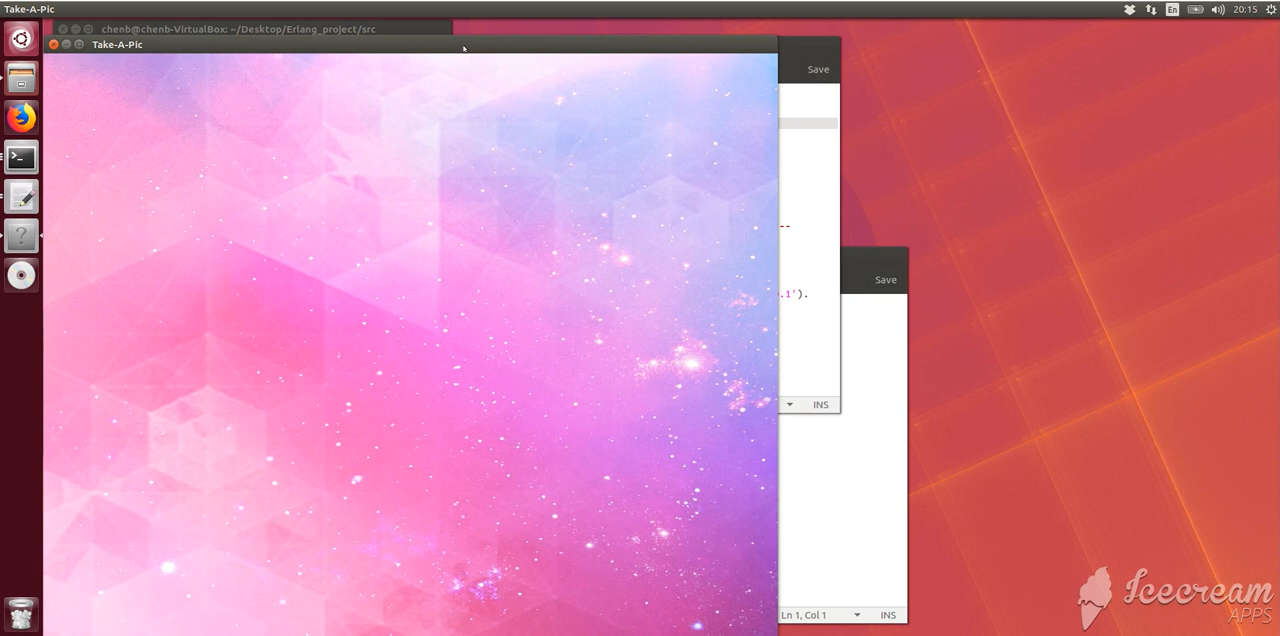 Take-A-Pic
En
20:15
chenb@chenb-VirtualBox: ~/Desktop/Erlang_project/src
Take-A-Pic
Save
--
.1').
INS
Save
Ln 1, Col 1
INS
Icecream
APPS